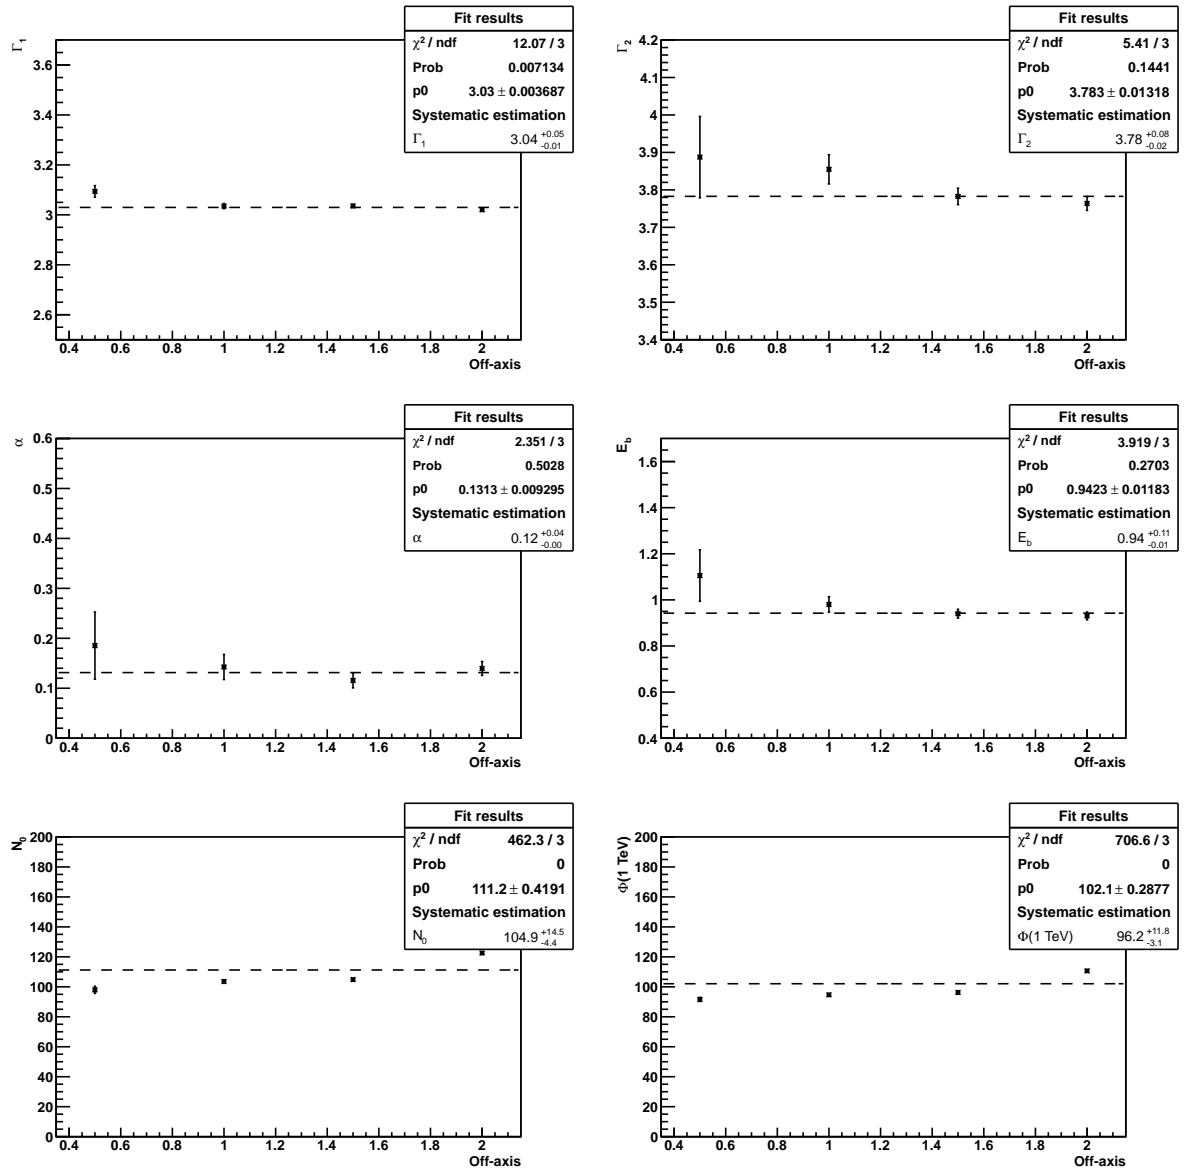 Fit results
χ² / ndf 12.07 / 3
Prob 0.007134
p0 3.03 ± 0.003687
Systematic estimation
Γ₁ 3.04 +0.05 -0.01
Γ₁
3.6
3.4
3.2
3
2.8
2.6
0.4 0.6 0.8 1 1.2 1.4 1.6 1.8 2
Off-axis
Fit results
χ² / ndf 5.41 / 3
Prob 0.1441
p0 3.783 ± 0.01318
Systematic estimation
Γ₂ 3.78 +0.08 -0.02
Γ₂
4.2
4.1
4
3.9
3.8
3.7
3.6
3.5
3.4
0.4 0.6 0.8 1 1.2 1.4 1.6 1.8 2
Off-axis
Fit results
χ² / ndf 2.351 / 3
Prob 0.5028
p0 0.1313 ± 0.009295
Systematic estimation
α 0.12 +0.04 -0.00
α
0.6
0.5
0.4
0.3
0.2
0.1
0
0.4 0.6 0.8 1 1.2 1.4 1.6 1.8 2
Off-axis
Fit results
χ² / ndf 3.919 / 3
Prob 0.2703
p0 0.9423 ± 0.01183
Systematic estimation
E_b 0.94 +0.11 -0.01
E_b
1.6
1.4
1.2
1
0.8
0.6
0.4
0.4 0.6 0.8 1 1.2 1.4 1.6 1.8 2
Off-axis
Fit results
χ² / ndf 462.3 / 3
Prob 0
p0 111.2 ± 0.4191
Systematic estimation
N₀ 104.9 +14.5 -4.4
N₀
200
180
160
140
120
100
80
60
40
20
0
0.4 0.6 0.8 1 1.2 1.4 1.6 1.8 2
Off-axis
Fit results
χ² / ndf 706.6 / 3
Prob 0
p0 102.1 ± 0.2877
Systematic estimation
Φ(1 TeV) 96.2 +11.8 -3.1
Φ(1 TeV)
200
180
160
140
120
100
80
60
40
20
0
0.4 0.6 0.8 1 1.2 1.4 1.6 1.8 2
Off-axis